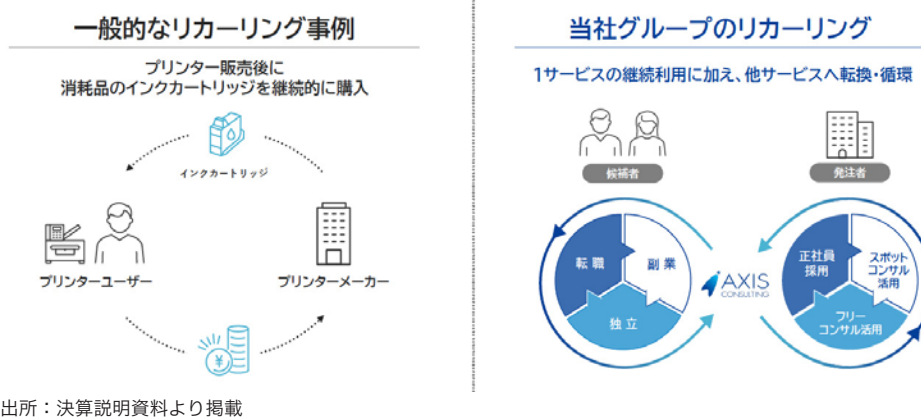 一般的なリカーリング事例
プリンター販売後に
消耗品のインクカートリッジを継続的に購入
インクカートリッジ
プリンターユーザー
プリンターメーカー
¥
当社グループのリカーリング
1サービスの継続利用に加え、他サービスへ転換・循環
候補者
発注者
転職
副業
独立
AXIS
CONSULTING
正社員
採用
スポット
コンサル
活用
フリー
コンサル活用
出所：決算説明資料より掲載